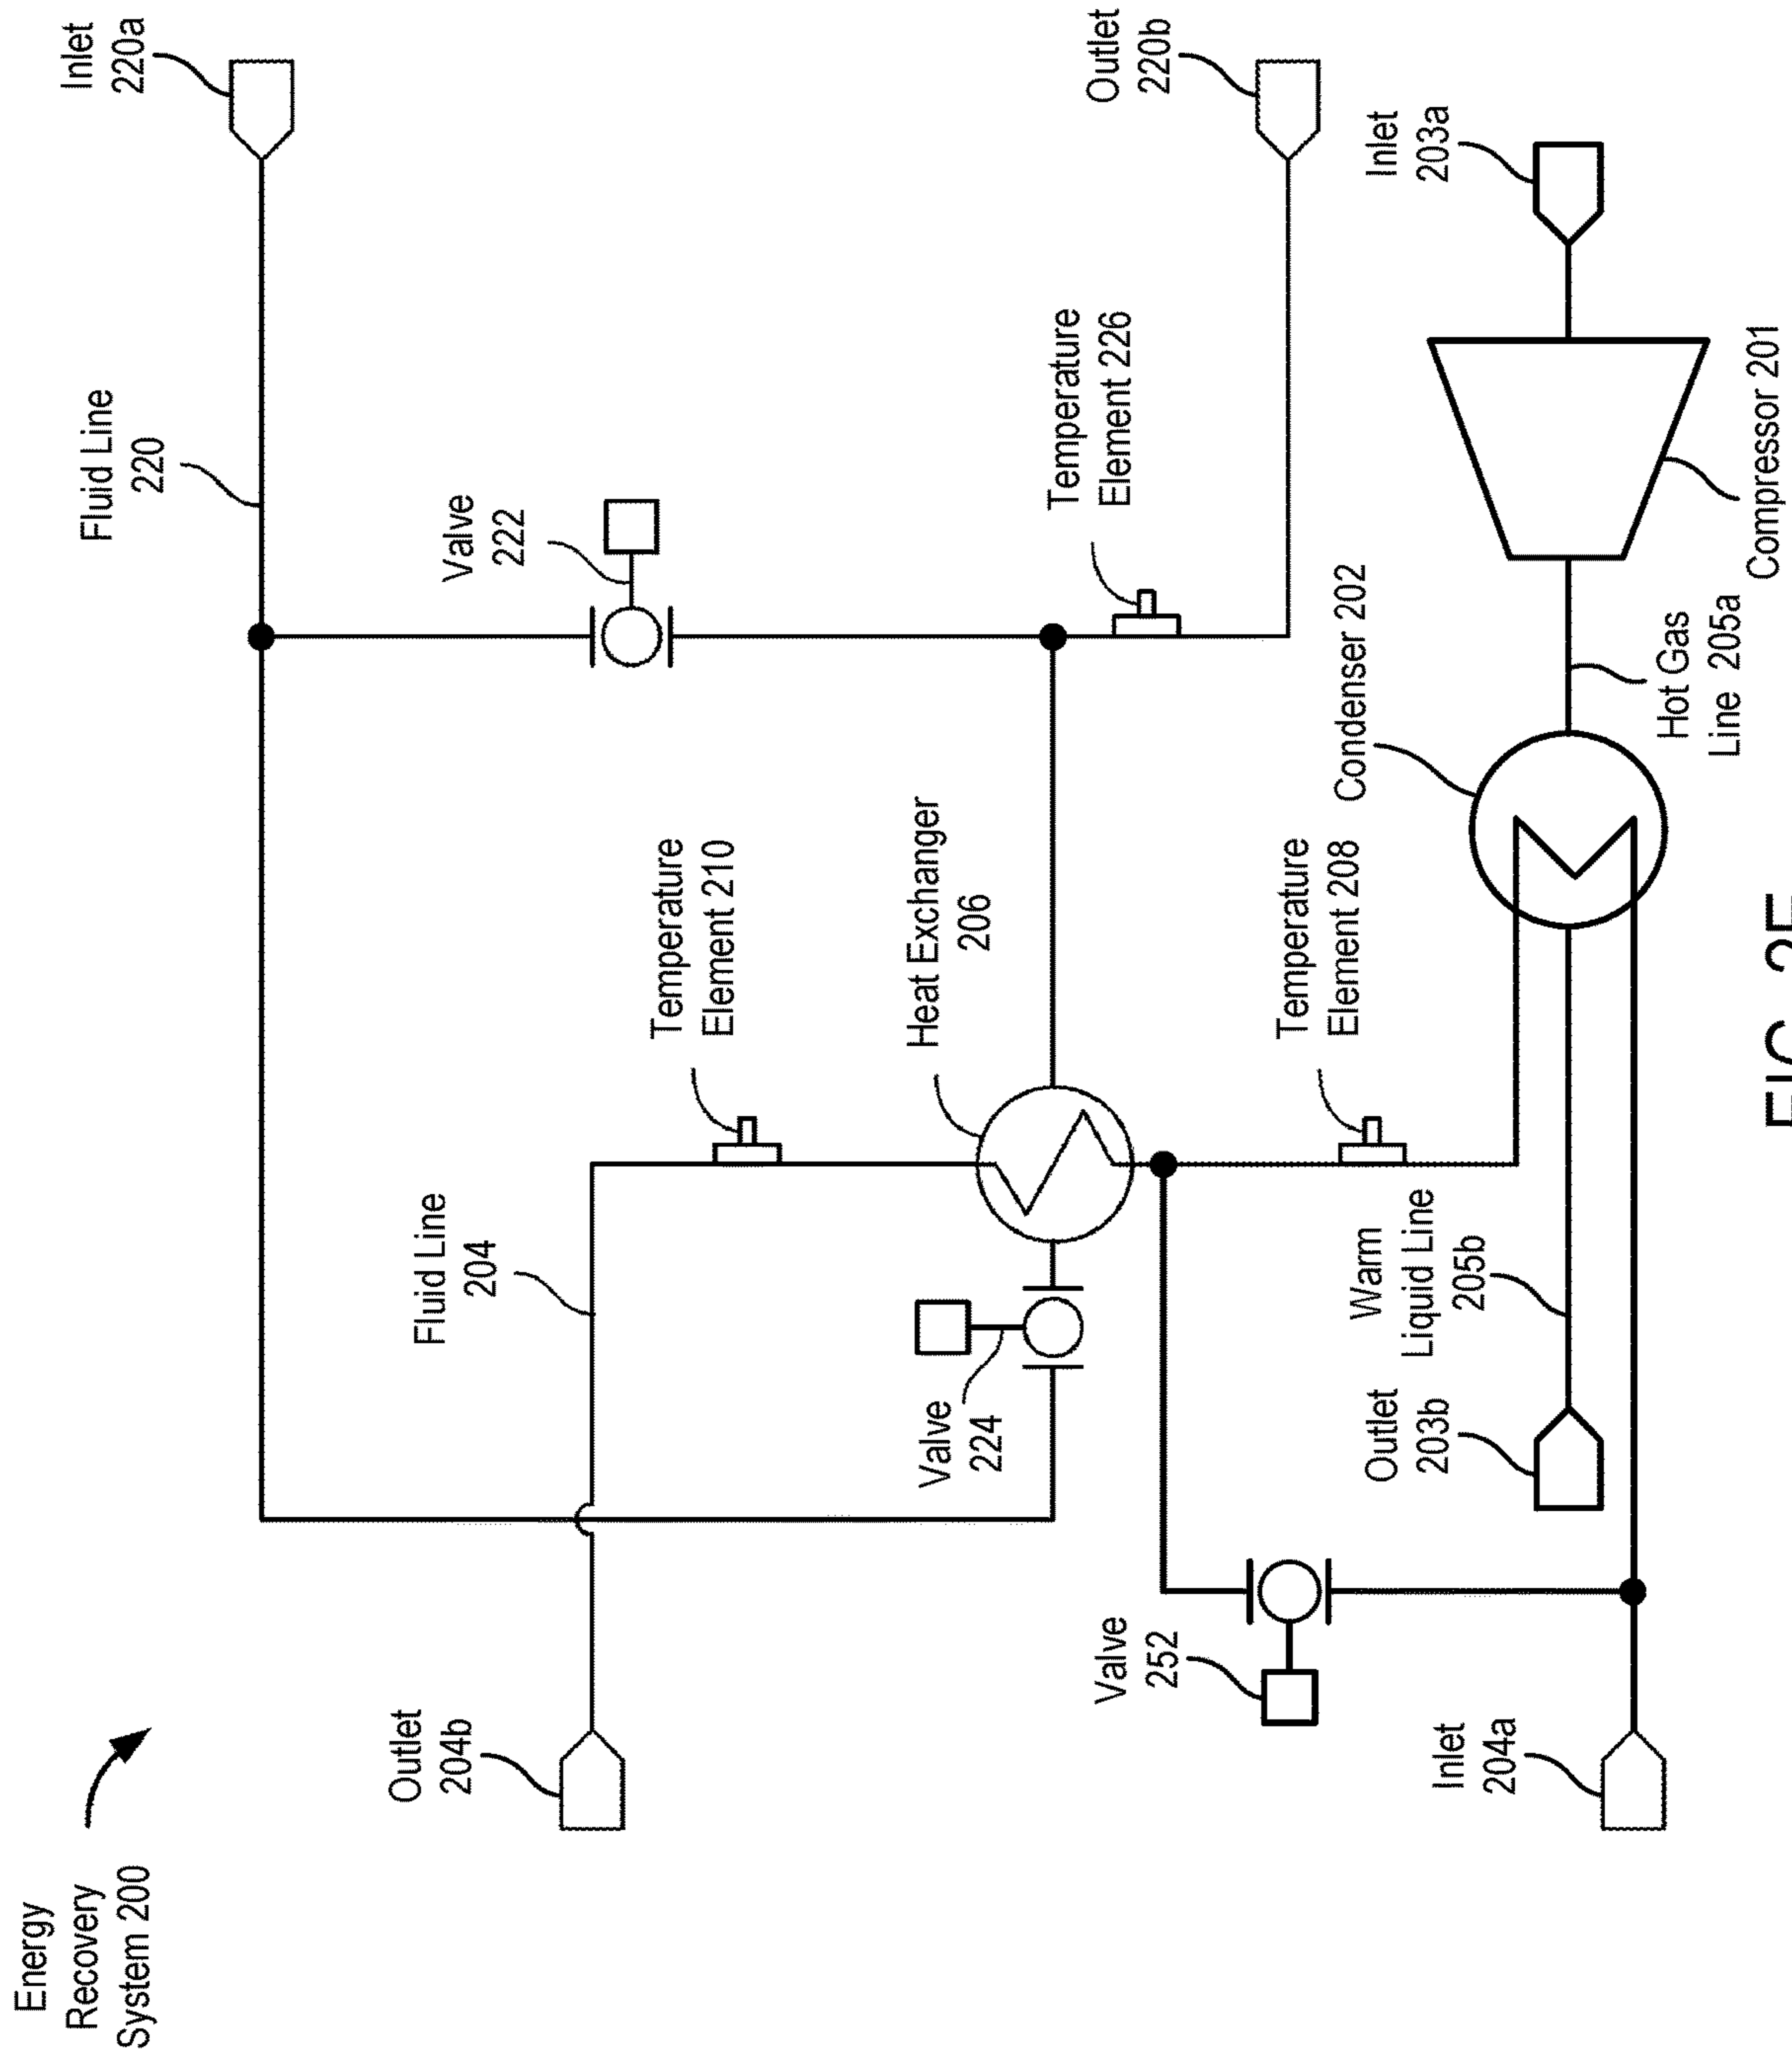 Energy
Recovery
System 200
Inlet
220a
Fluid Line
220
Outlet
204b
Fluid Line
204
Valve
222
Temperature
Element 210
Valve
224
Heat Exchanger
206
Temperature
Element 226
Outlet
220b
Valve
252
Temperature
Element 208
Condenser 202
Inlet
203a
Warm
Liquid Line
205b
Outlet
203b
Inlet
204a
Hot Gas
Line 205a
Compressor 201
FIG